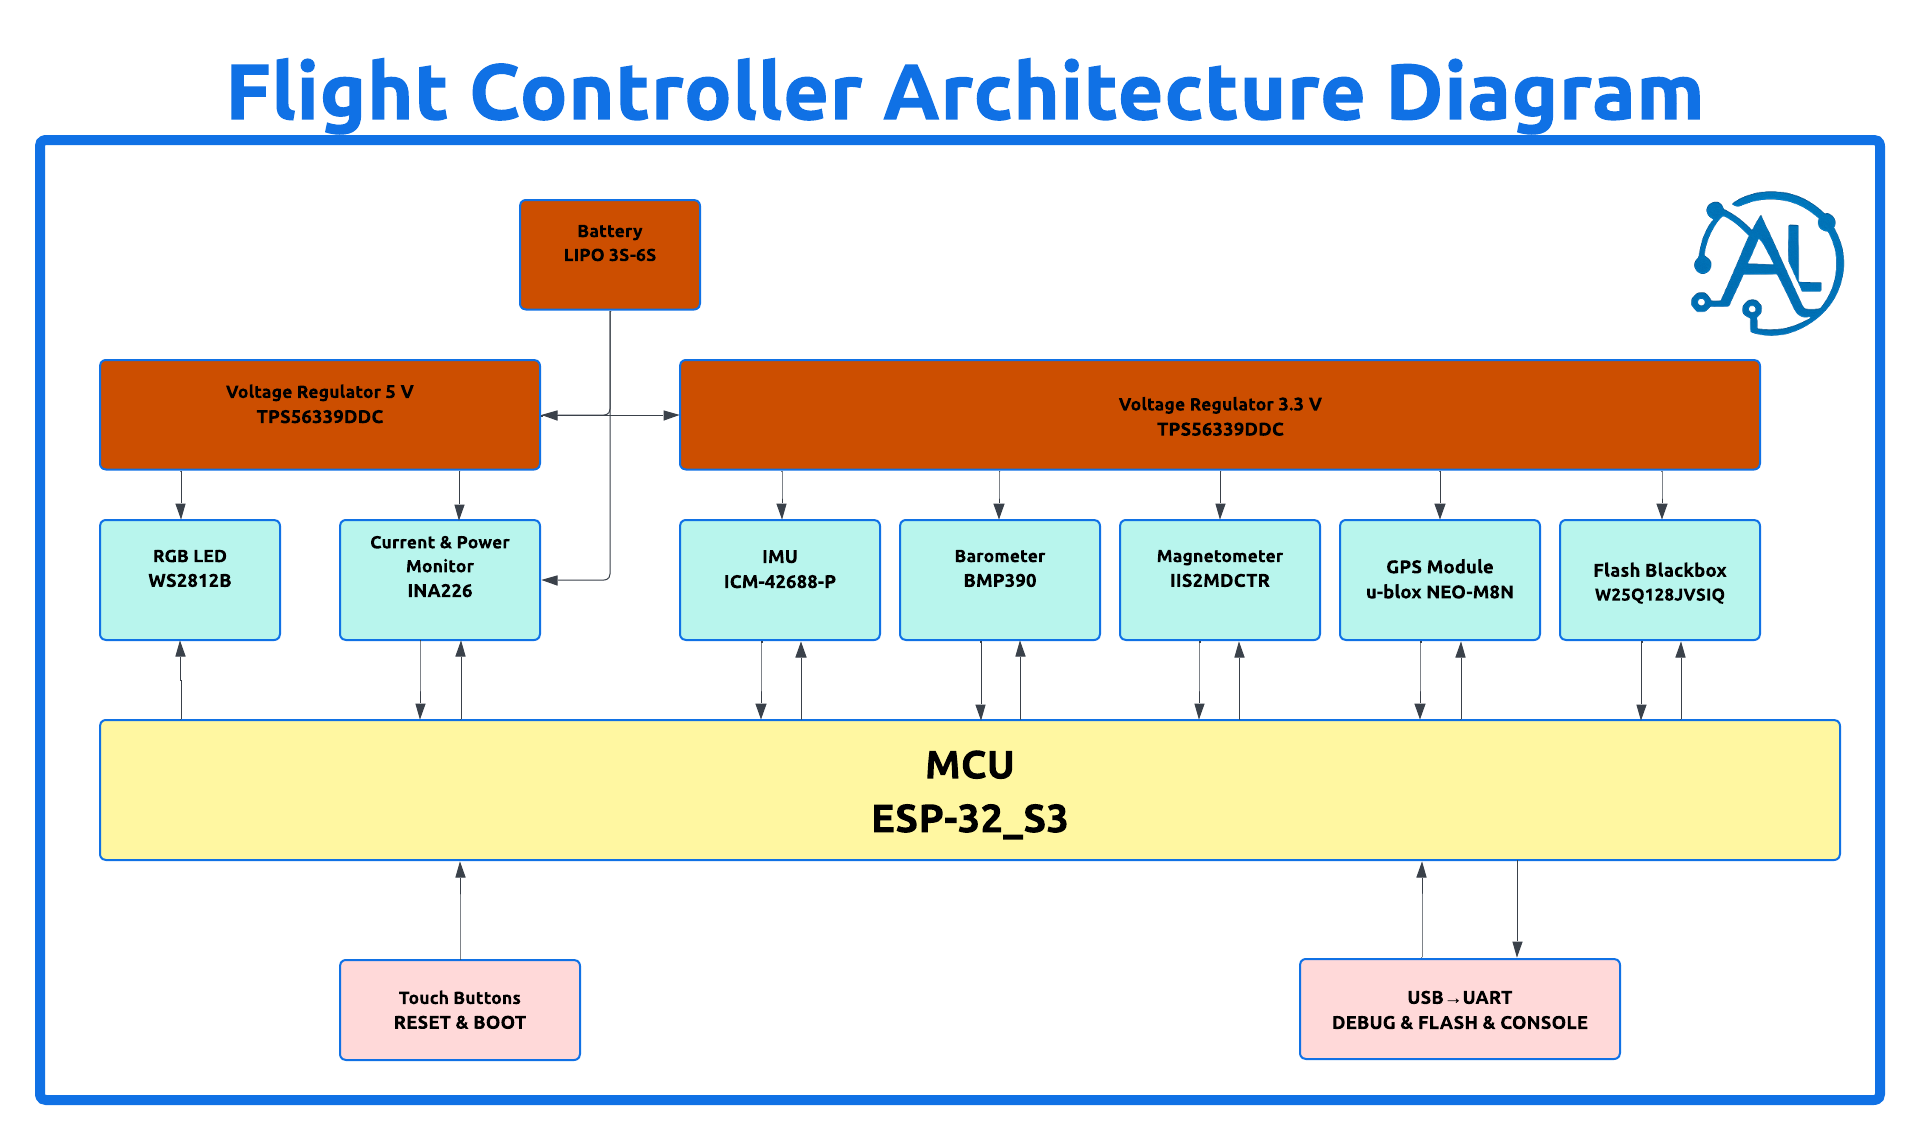 Flight Controller Architecture Diagram
AL
Battery
LIPO 3S-6S
Voltage Regulator 5 V
TPS56339DDC
Voltage Regulator 3.3 V
TPS56339DDC
RGB LED
WS2812B
Current & Power
Monitor
INA226
IMU
ICM-42688-P
Barometer
BMP390
Magnetometer
IIS2MDCTR
GPS Module
u-blox NEO-M8N
Flash Blackbox
W25Q128JVSIQ
MCU
ESP-32_S3
Touch Buttons
RESET & BOOT
USB→UART
DEBUG & FLASH & CONSOLE